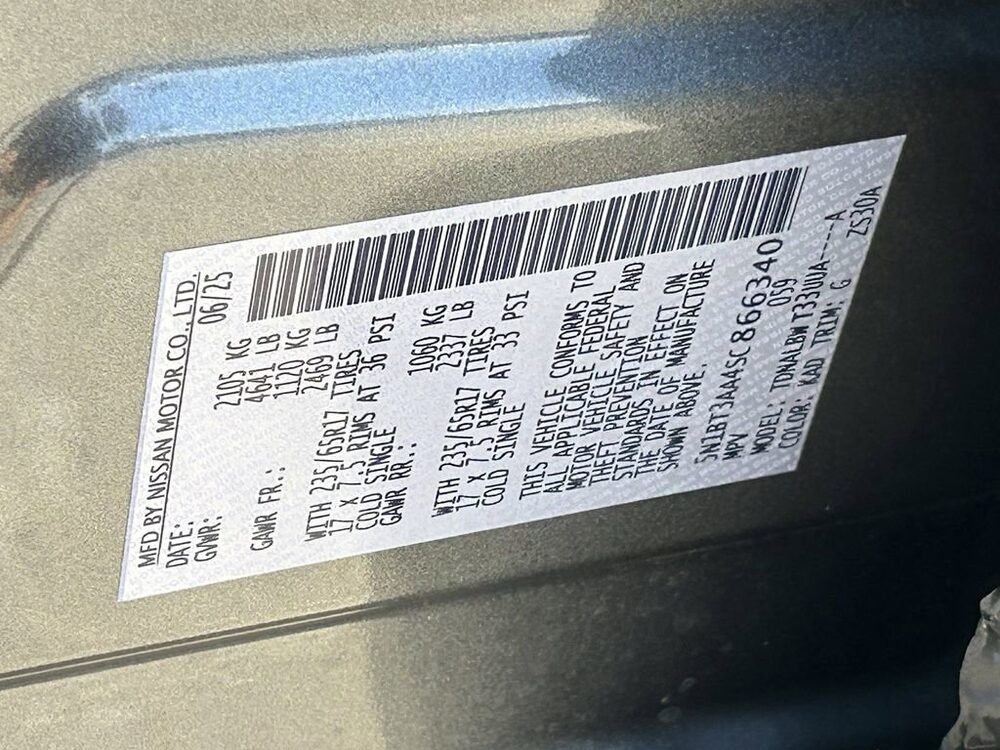 MFD BY NISSAN MOTOR CO., LTD.
DATE: 06/25
GVWR: 2105 KG
4641 LB
GAWR FR.: 1120 KG
2469 LB
WITH 235/65R17 TIRES
17 X 7.5 RIMS AT 36 PSI
COLD SINGLE
GAWR RR.: 1060 KG
2337 LB
WITH 235/65R17 TIRES
17 X 7.5 RIMS AT 33 PSI
COLD SINGLE
THIS VEHICLE CONFORMS TO
ALL APPLICABLE FEDERAL
MOTOR VEHICLE SAFETY AND
THEFT PREVENTION
STANDARDS IN EFFECT ON
THE DATE OF MANUFACTURE
SHOWN ABOVE.
5N1BT3AA4SC866340
MPV 0S9
MODEL: TDNALBW T33UUA----A
COLOR: KAD TRIM: G ZS30A